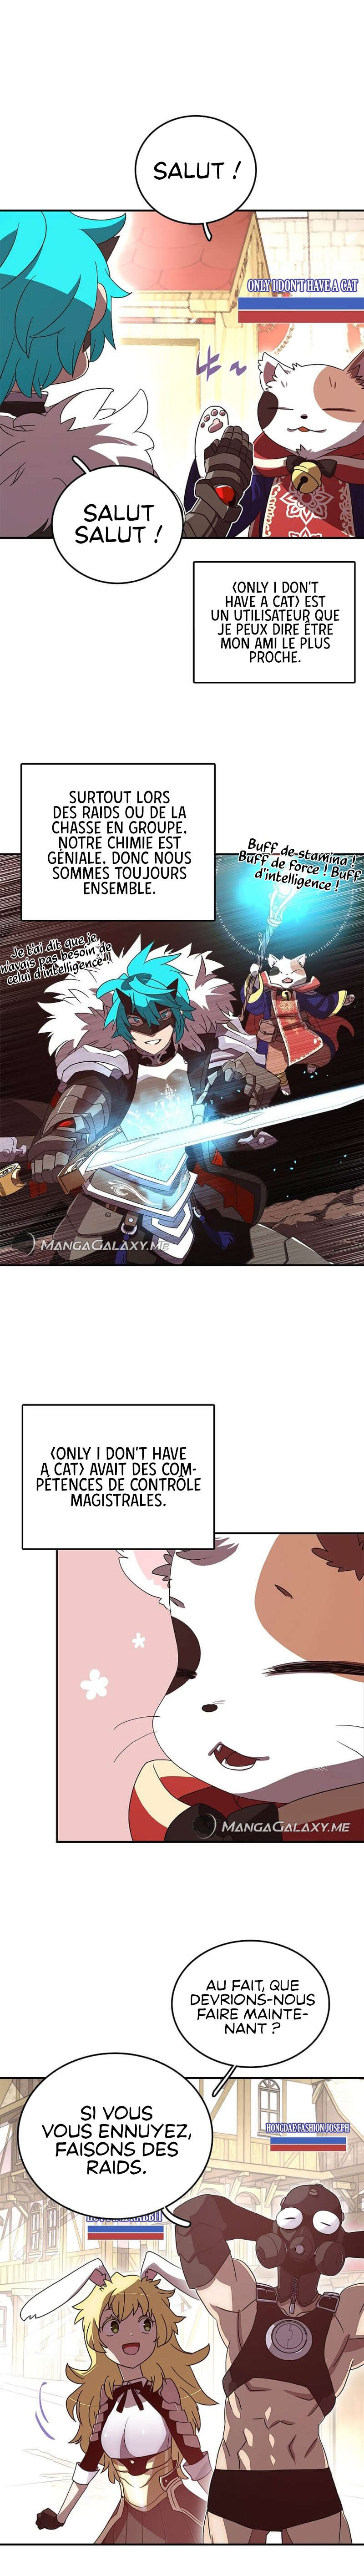 SALUT !
ONLY I DON'T HAVE A CAT
SALUT
SALUT !
<ONLY I DON'T
HAVE A CAT> EST
UN UTILISATEUR QUE
JE PEUX DIRE ÊTRE
MON AMI LE PLUS
PROCHE.
SURTOUT LORS
DES RAIDS OU DE LA
CHASSE EN GROUPE.
NOTRE CHIMIE EST
GÉNIALE, DONC NOUS
SOMMES TOUJOURS
ENSEMBLE.
Buff de stamina !
Buff de force ! Buff
d'intelligence !
Je t'ai dit que je
n'avais pas besoin de
celui d'intelligence !
MANGAGALAXY.ME
<ONLY I DON'T HAVE
A CAT> AVAIT DES COM-
PÉTENCES DE CONTRÔLE
MAGISTRALES.
MANGAGALAXY.ME
AU FAIT, QUE
DEVRIONS-NOUS
FAIRE MAINTE-
NANT ?
SI VOUS
VOUS ENNUYEZ,
FAISONS DES
RAIDS.
HONGDAE FASHION JOSEPH